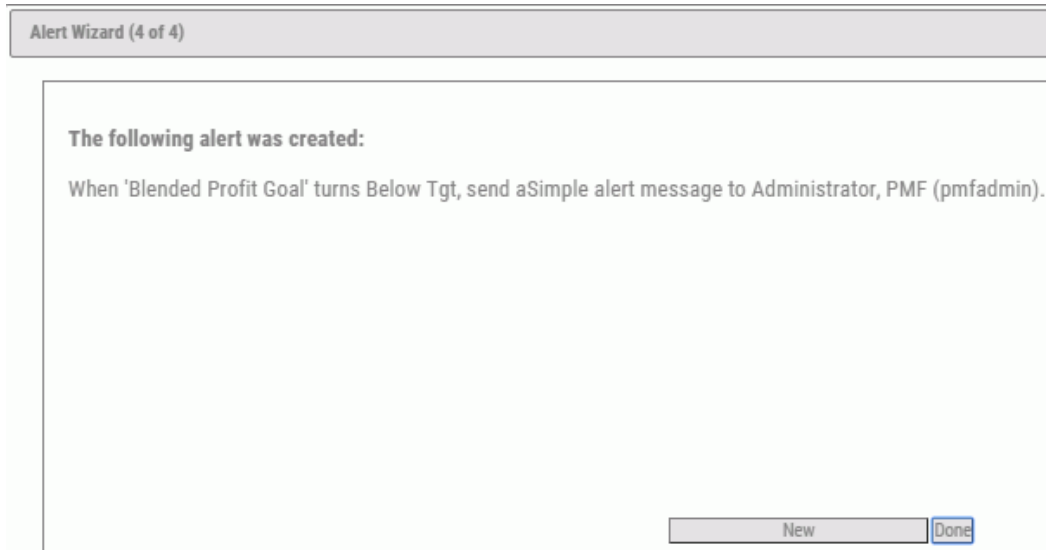 Alert Wizard (4 of 4)
The following alert was created:
When 'Blended Profit Goal' turns Below Tgt, send aSimple alert message to Administrator, PMF (pmfadmin).
New Done